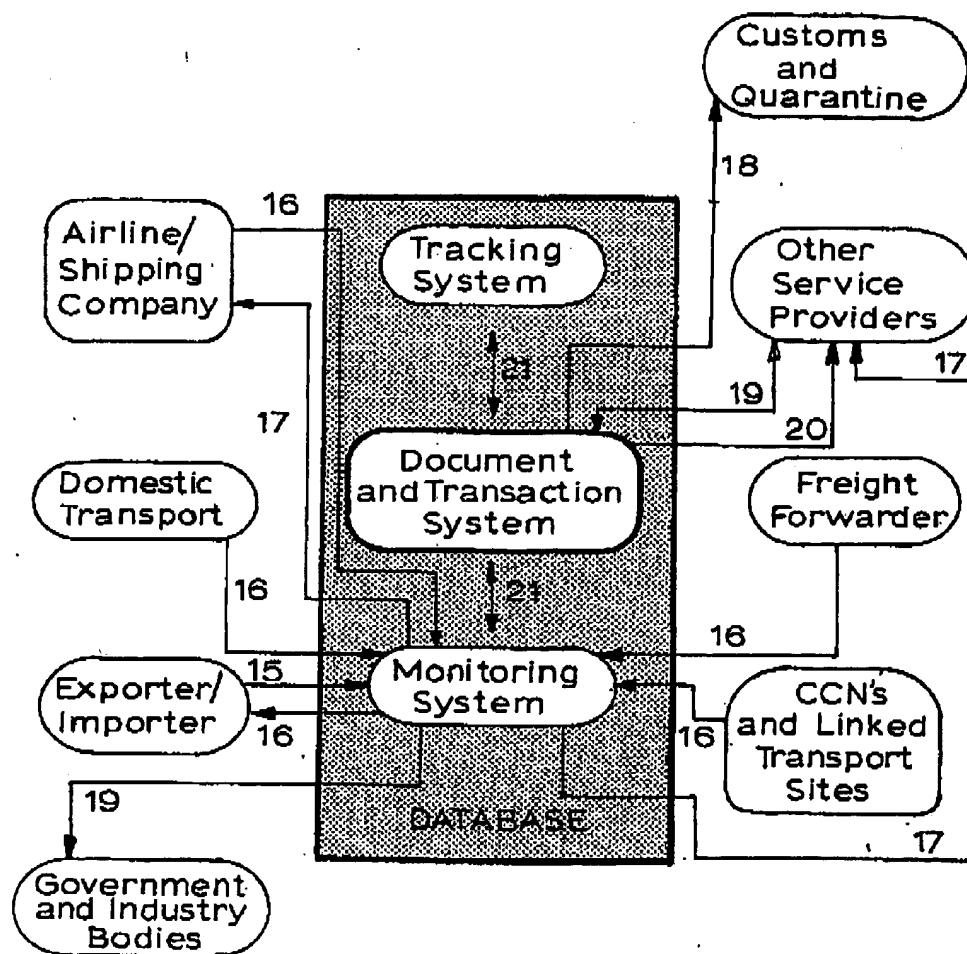 Customs
and
Quarantine
18
16
Airline/
Shipping
Company
Tracking
System
Other
Service
Providers
21
17
19
17
20
Domestic
Transport
Document
and Transaction
System
Freight
Forwarder
16
21
16
Exporter/
Importer
15
16
Monitoring
System
16
CCN's
and Linked
Transport
Sites
19
DATABASE
17
Government
and Industry
Bodies